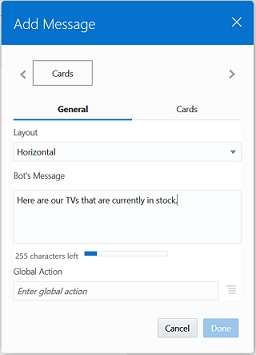 Add Message
Cards
General Cards
Layout
Horizontal
Bot's Message
Here are our TVs that are currently in stock.
255 characters left
Global Action
Enter global action
Cancel Done